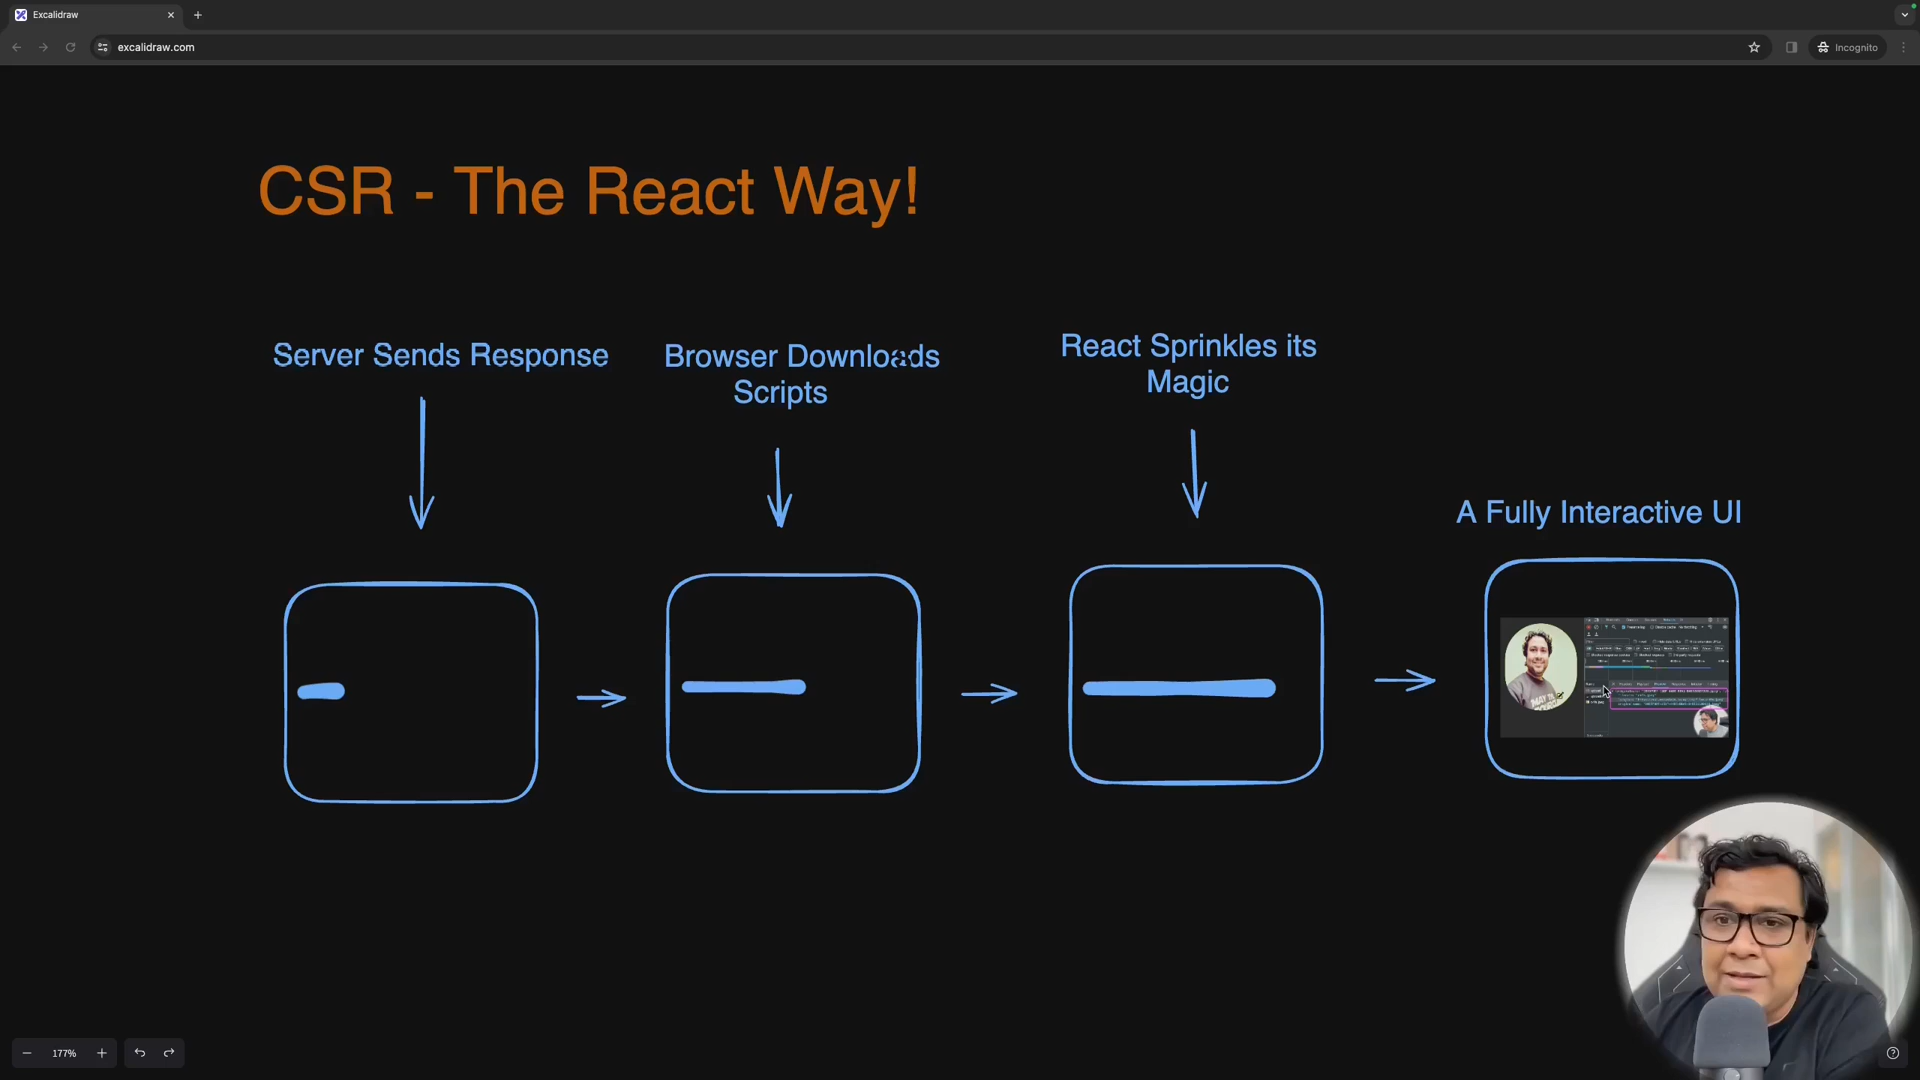 Excalidraw
excalidraw.com
Incognito
CSR - The React Way!
Server Sends Response
Browser Downloads
Scripts
React Sprinkles its
Magic
A Fully Interactive UI
177%